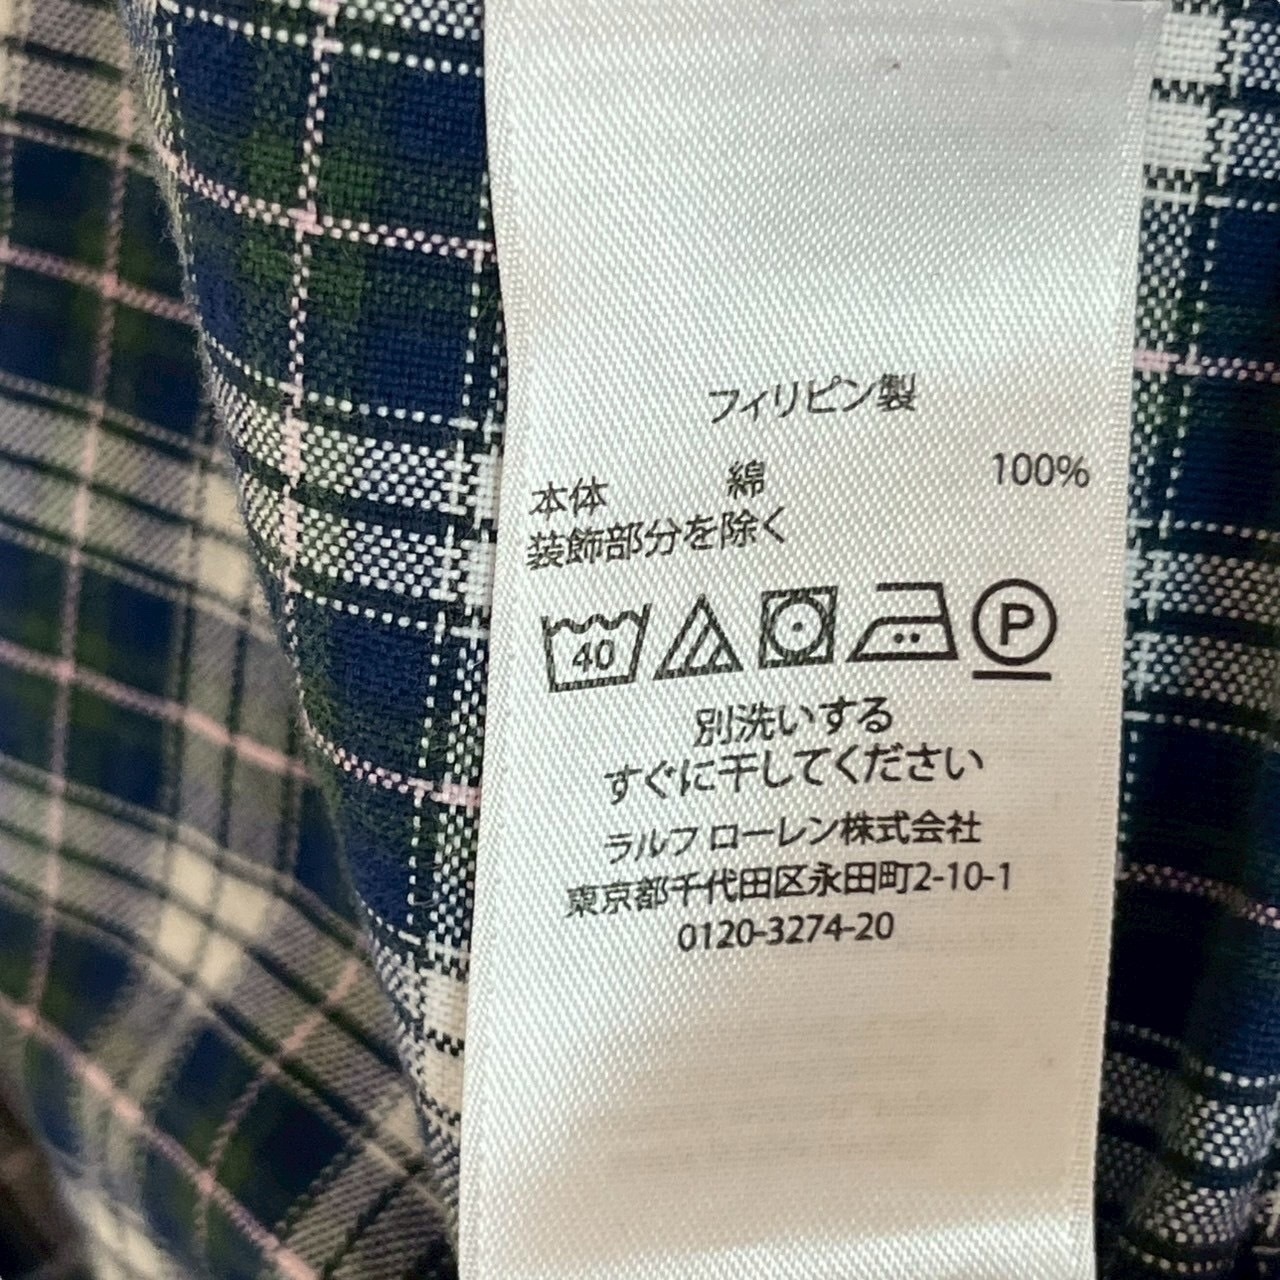 フィリピン製
本体 綿 100%
装飾部分を除く
40 P
別洗いする
すぐに干してください
ラルフ ローレン株式会社
東京都千代田区永田町2-10-1
0120-3274-20